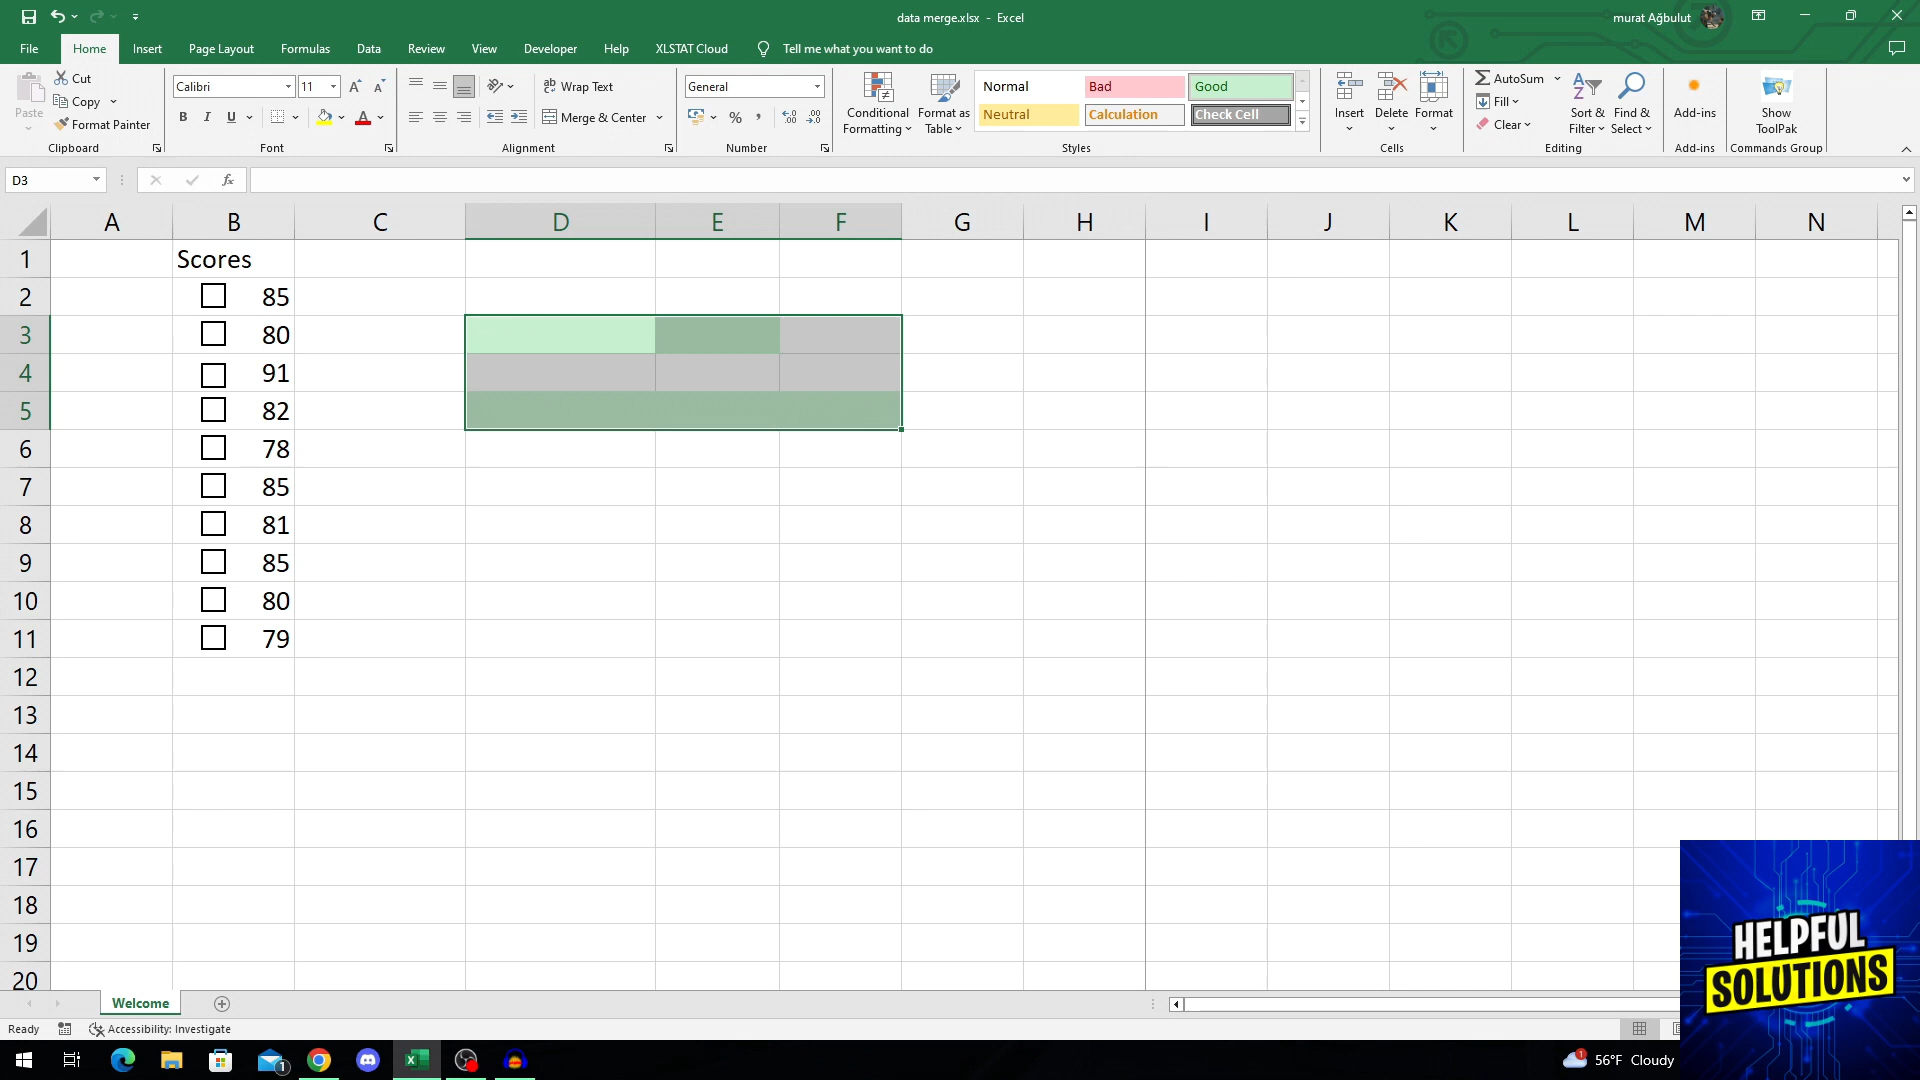 data merge.xlsx - Excel
murat Ağbulut
File Home Insert Page Layout Formulas Data Review View Developer Help XLSTAT Cloud Tell me what you want to do
Paste
Cut
Copy
Format Painter
Clipboard
Calibri 11
B I U
Font
Wrap Text
Merge & Center
Alignment
General
% ,
Number
Conditional Formatting
Format as Table
Normal Bad Good
Neutral Calculation Check Cell
Styles
Insert Delete Format
Cells
AutoSum
Fill
Clear
Sort & Filter
Find & Select
Editing
Add-ins
Add-ins
Show ToolPak
Commands Group
D3 fx
A B C D E F G H I J K L M N
1 Scores
2 85
3 80
4 91
5 82
6 78
7 85
8 81
9 85
10 80
11 79
12
13
14
15
16
17
18
19
20
HELPFUL
SOLUTIONS
Welcome
Ready Accessibility: Investigate
1 1 56°F Cloudy